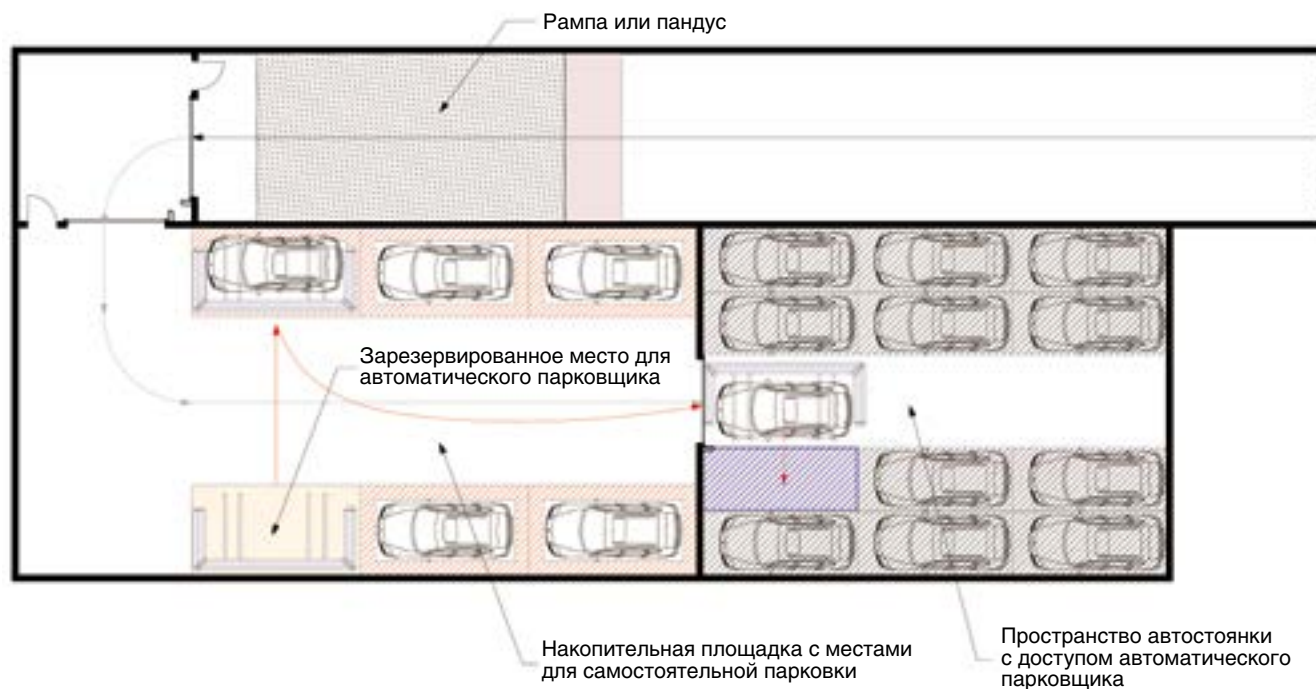 Рампа или пандус
Зарезервированное место для
автоматического парковщика
Накопительная площадка с местами
для самостоятельной парковки
Пространство автостоянки
с доступом автоматического
парковщика